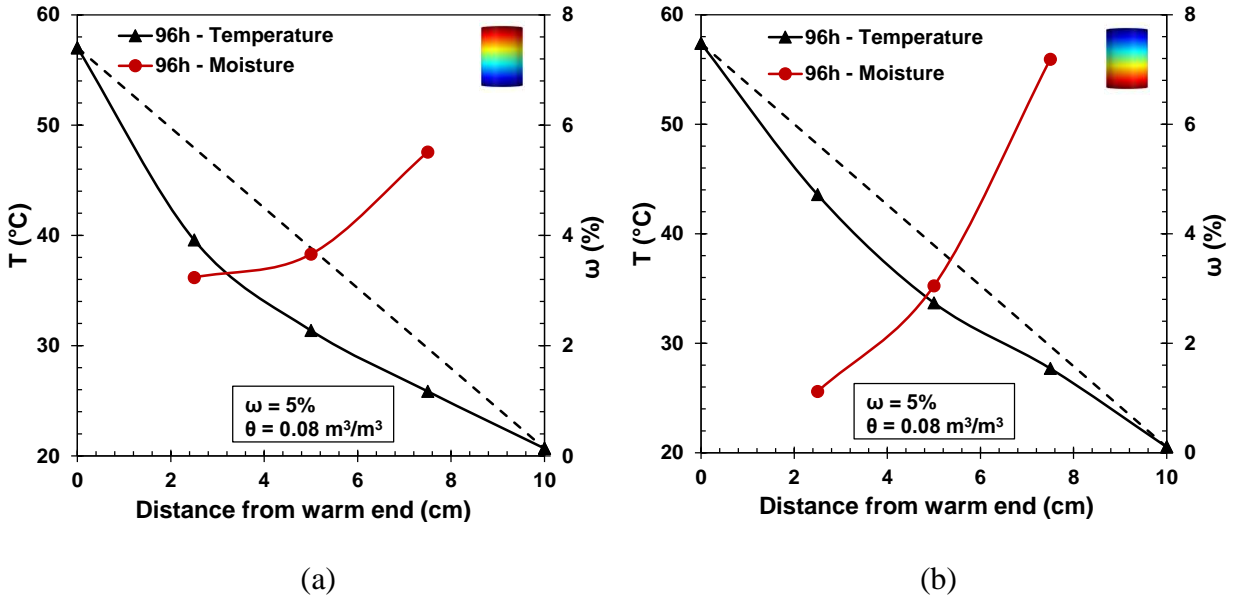 96h - Temperature
96h - Moisture
T (°C)
60
50
40
30
20
ω (%)
8
6
4
2
0
ω = 5%
θ = 0.08 m³/m³
0 2 4 6 8 10
Distance from warm end (cm)
(a)
96h - Temperature
96h - Moisture
T (°C)
60
50
40
30
20
ω (%)
8
6
4
2
0
ω = 5%
θ = 0.08 m³/m³
0 2 4 6 8 10
Distance from warm end (cm)
(b)